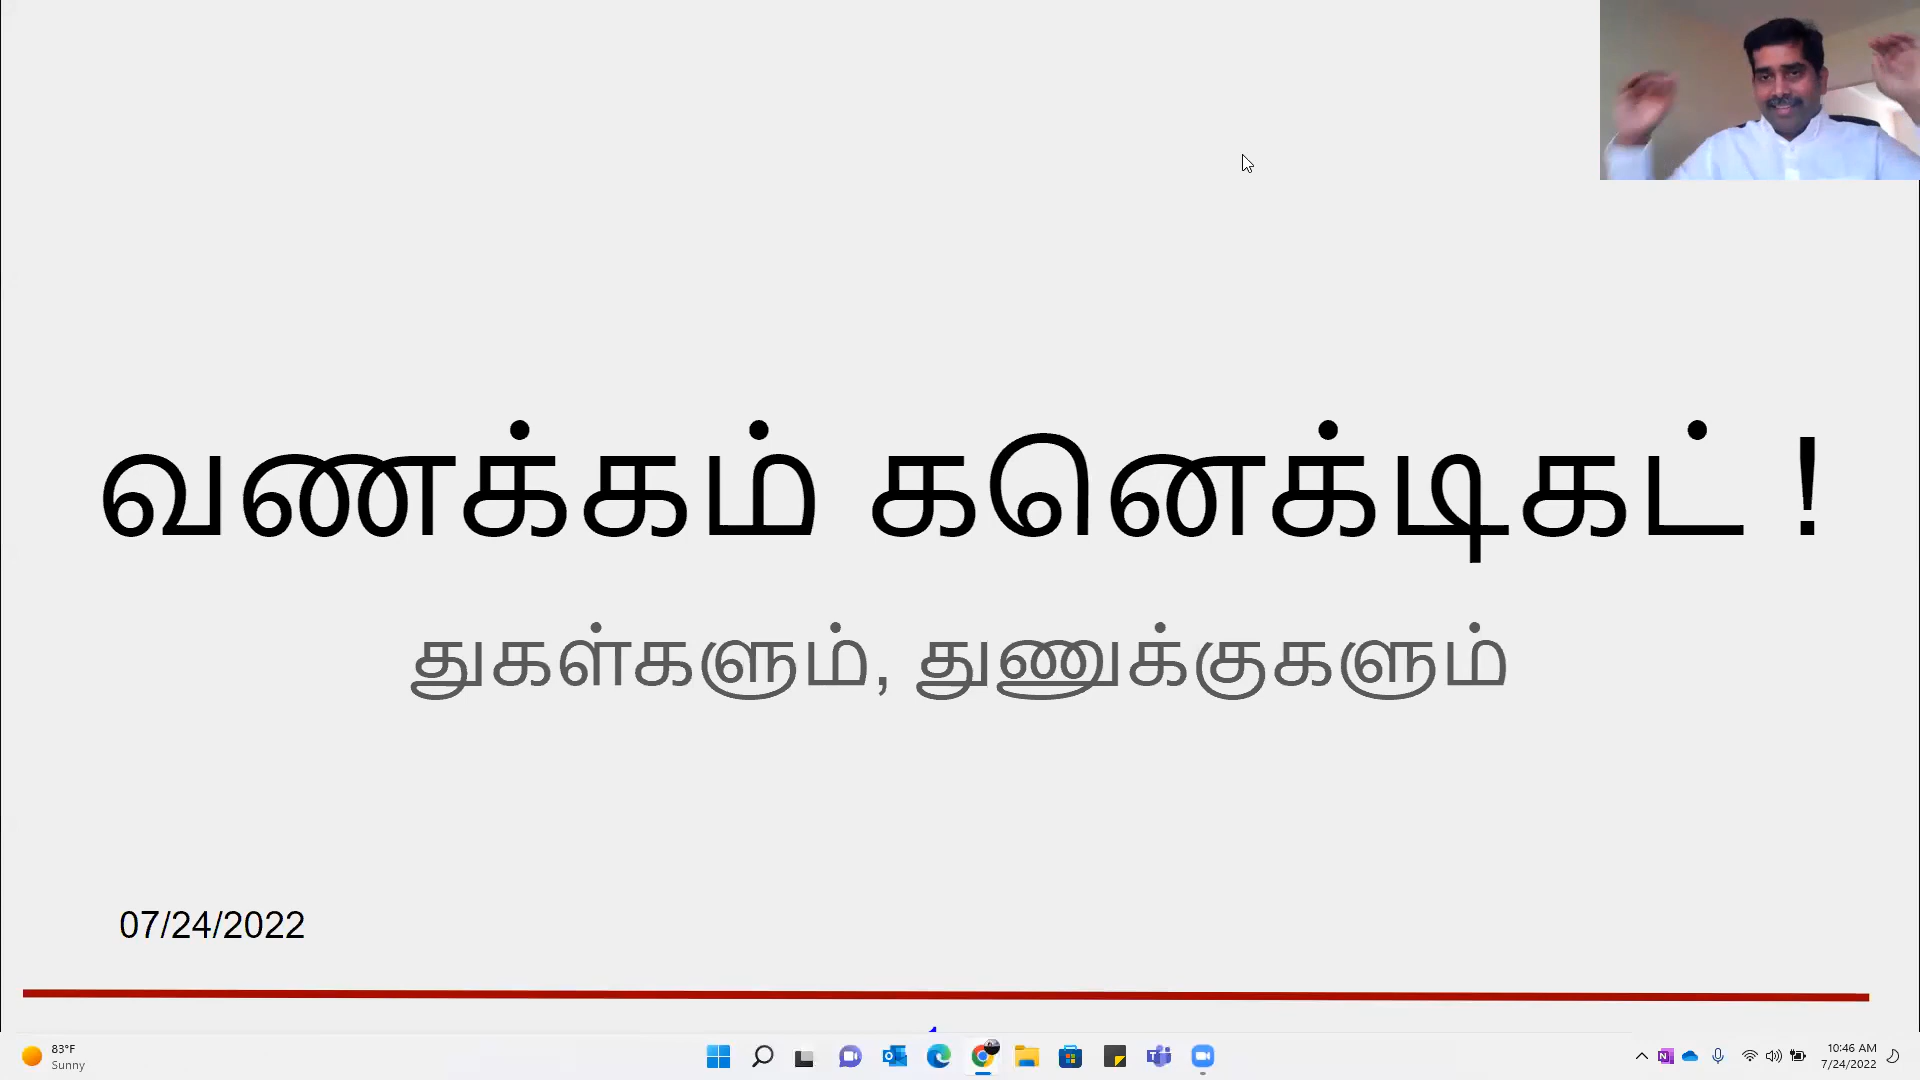 வணக்கம் கனெக்டிகட் !
துகள்களும், துணுக்குகளும்
07/24/2022
83°F
Sunny
10:46 AM
7/24/2022